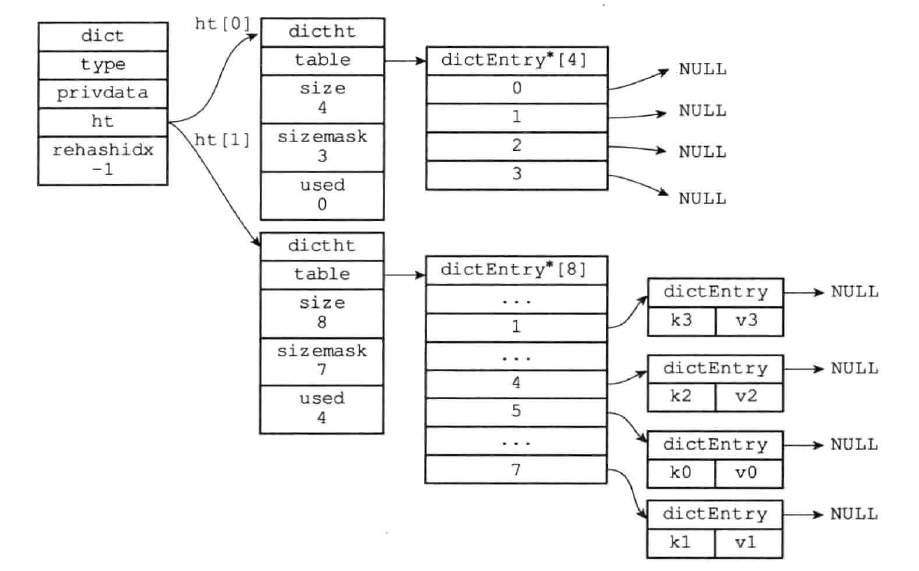 dict
type
privdata
ht
rehashidx
-1
ht[0]
ht[1]
dictht
table
size
4
sizemask
3
used
0
dictEntry*[4]
0
1
2
3
NULL
NULL
NULL
NULL
dictht
table
size
8
sizemask
7
used
4
dictEntry*[8]
...
1
...
4
5
...
7
dictEntry
k3 v3
NULL
dictEntry
k2 v2
NULL
dictEntry
k0 v0
NULL
dictEntry
k1 v1
NULL